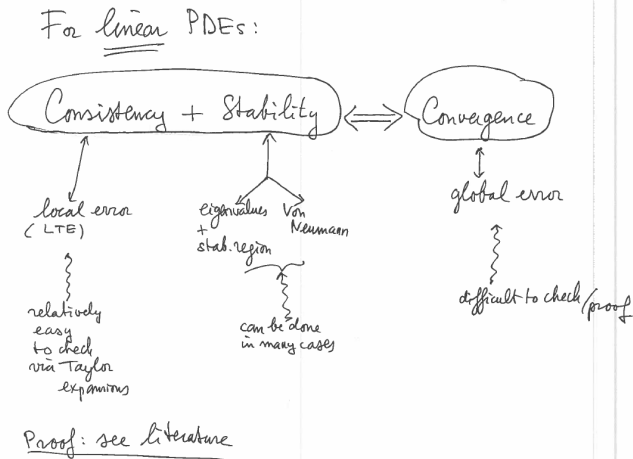 For linear PDEs:
Consistency + Stability ⟺ Convergence
local error
(LTE)
eigenvalues
+
stab. region
Von
Neumann
global error
relatively
easy
to check
via Taylor
expansions
can be done
in many cases
difficult to check/proof
Proof: see literature